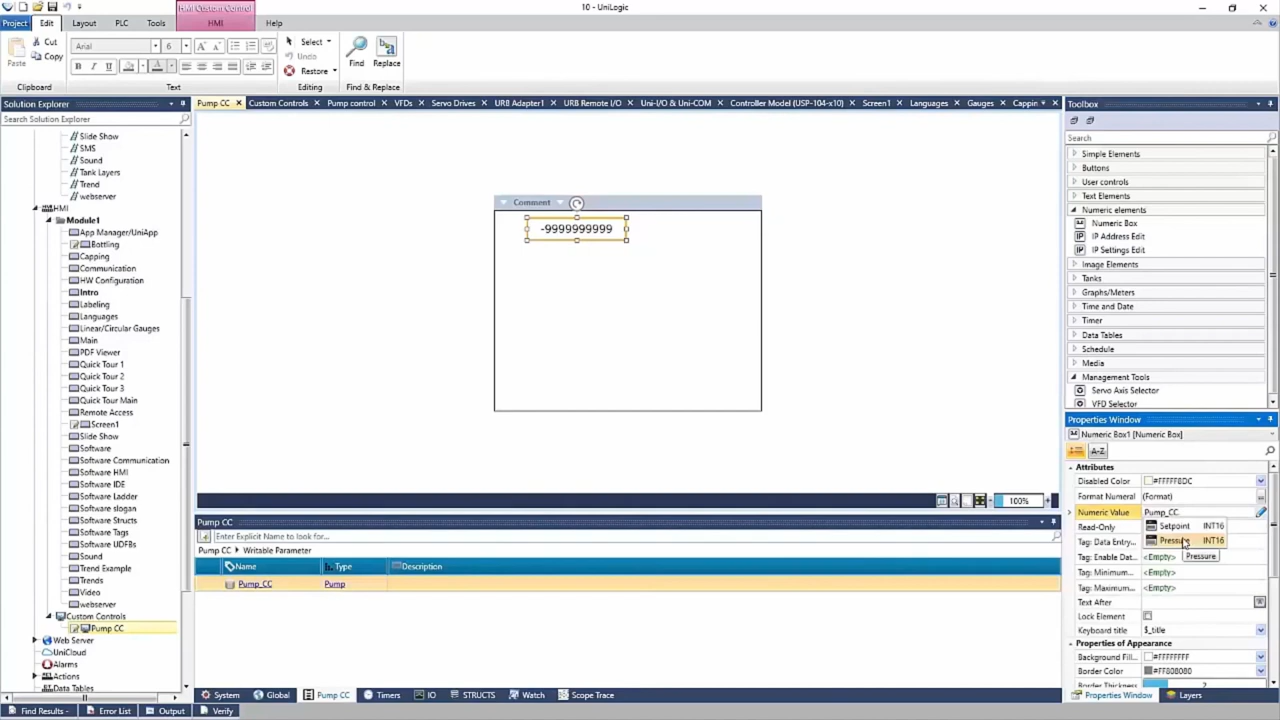 HMI Custom Control
10 - UniLogic
Project
Edit
Layout
PLC
Tools
HMI
Help
Paste
Cut
Copy
Clipboard
Arial
6
B I U
Text
Select
Undo
Restore
Editing
Find
Replace
Find & Replace
Solution Explorer
Search Solution Explorer
Slide Show
SMS
Sound
Tank Layers
Trend
webserver
HMI
Module1
App Manager/UniApp
Bottling
Capping
Communication
HW Configuration
Intro
Labeling
Languages
Linear/Circular Gauges
Main
PDF Viewer
Quick Tour 1
Quick Tour 2
Quick Tour 3
Quick Tour Main
Remote Access
Screen1
Slide Show
Software
Software Communication
Software HMI
Software IDE
Software Ladder
Software slogan
Software Structs
Software Tags
Software UDFBs
Sound
Trend Example
Trends
Video
webserver
Custom Controls
Pump CC
Web Server
UniCloud
Alarms
Actions
Data Tables
Pump CC
Custom Controls
Pump control
VFDs
Servo Drives
URB Adapter1
URB Remote I/O
Uni-I/O & Uni-COM
Controller Model (USP-104-x10)
Screen1
Languages
Gauges
Cappin
Comment
-9999999999
100%
Pump CC
Enter Explicit Name to Search
Pump CC
Writable Parameter
Name
Type
Description
Pump_CC
Pump
System
Global
Pump CC
Timers
IO
STRUCTS
Watch
Scope Trace
Toolbox
Search
Simple Elements
Buttons
User controls
Text Elements
Numeric elements
Numeric Box
IP Address Edit
IP Settings Edit
Image Elements
Tanks
Graphs/Meters
Time and Date
Timer
Data Tables
Schedule
Media
Management Tools
Servo Axis Selector
VFD Selector
Properties Window
Numeric Box1 [Numeric Box]
A-Z
Attributes
Disabled Color #FFFFF8DC
Format Numeral (Format)
Numeric Value Pump_CC.
Read-Only
Setpoint INT16
Tag: Data Entry...
Pressure INT16
Tag: Enable Dat... <Empty>
Pressure
Tag: Minimum... <Empty>
Tag: Maximum... <Empty>
Text After
Lock Element
Keyboard title $_title
Properties of Appearance
Background Fill... #FFFFFFFF
Border Color #FF808080
Border Thickness 2
Properties Window
Layers
Find Results -
Error List
Output
Verify